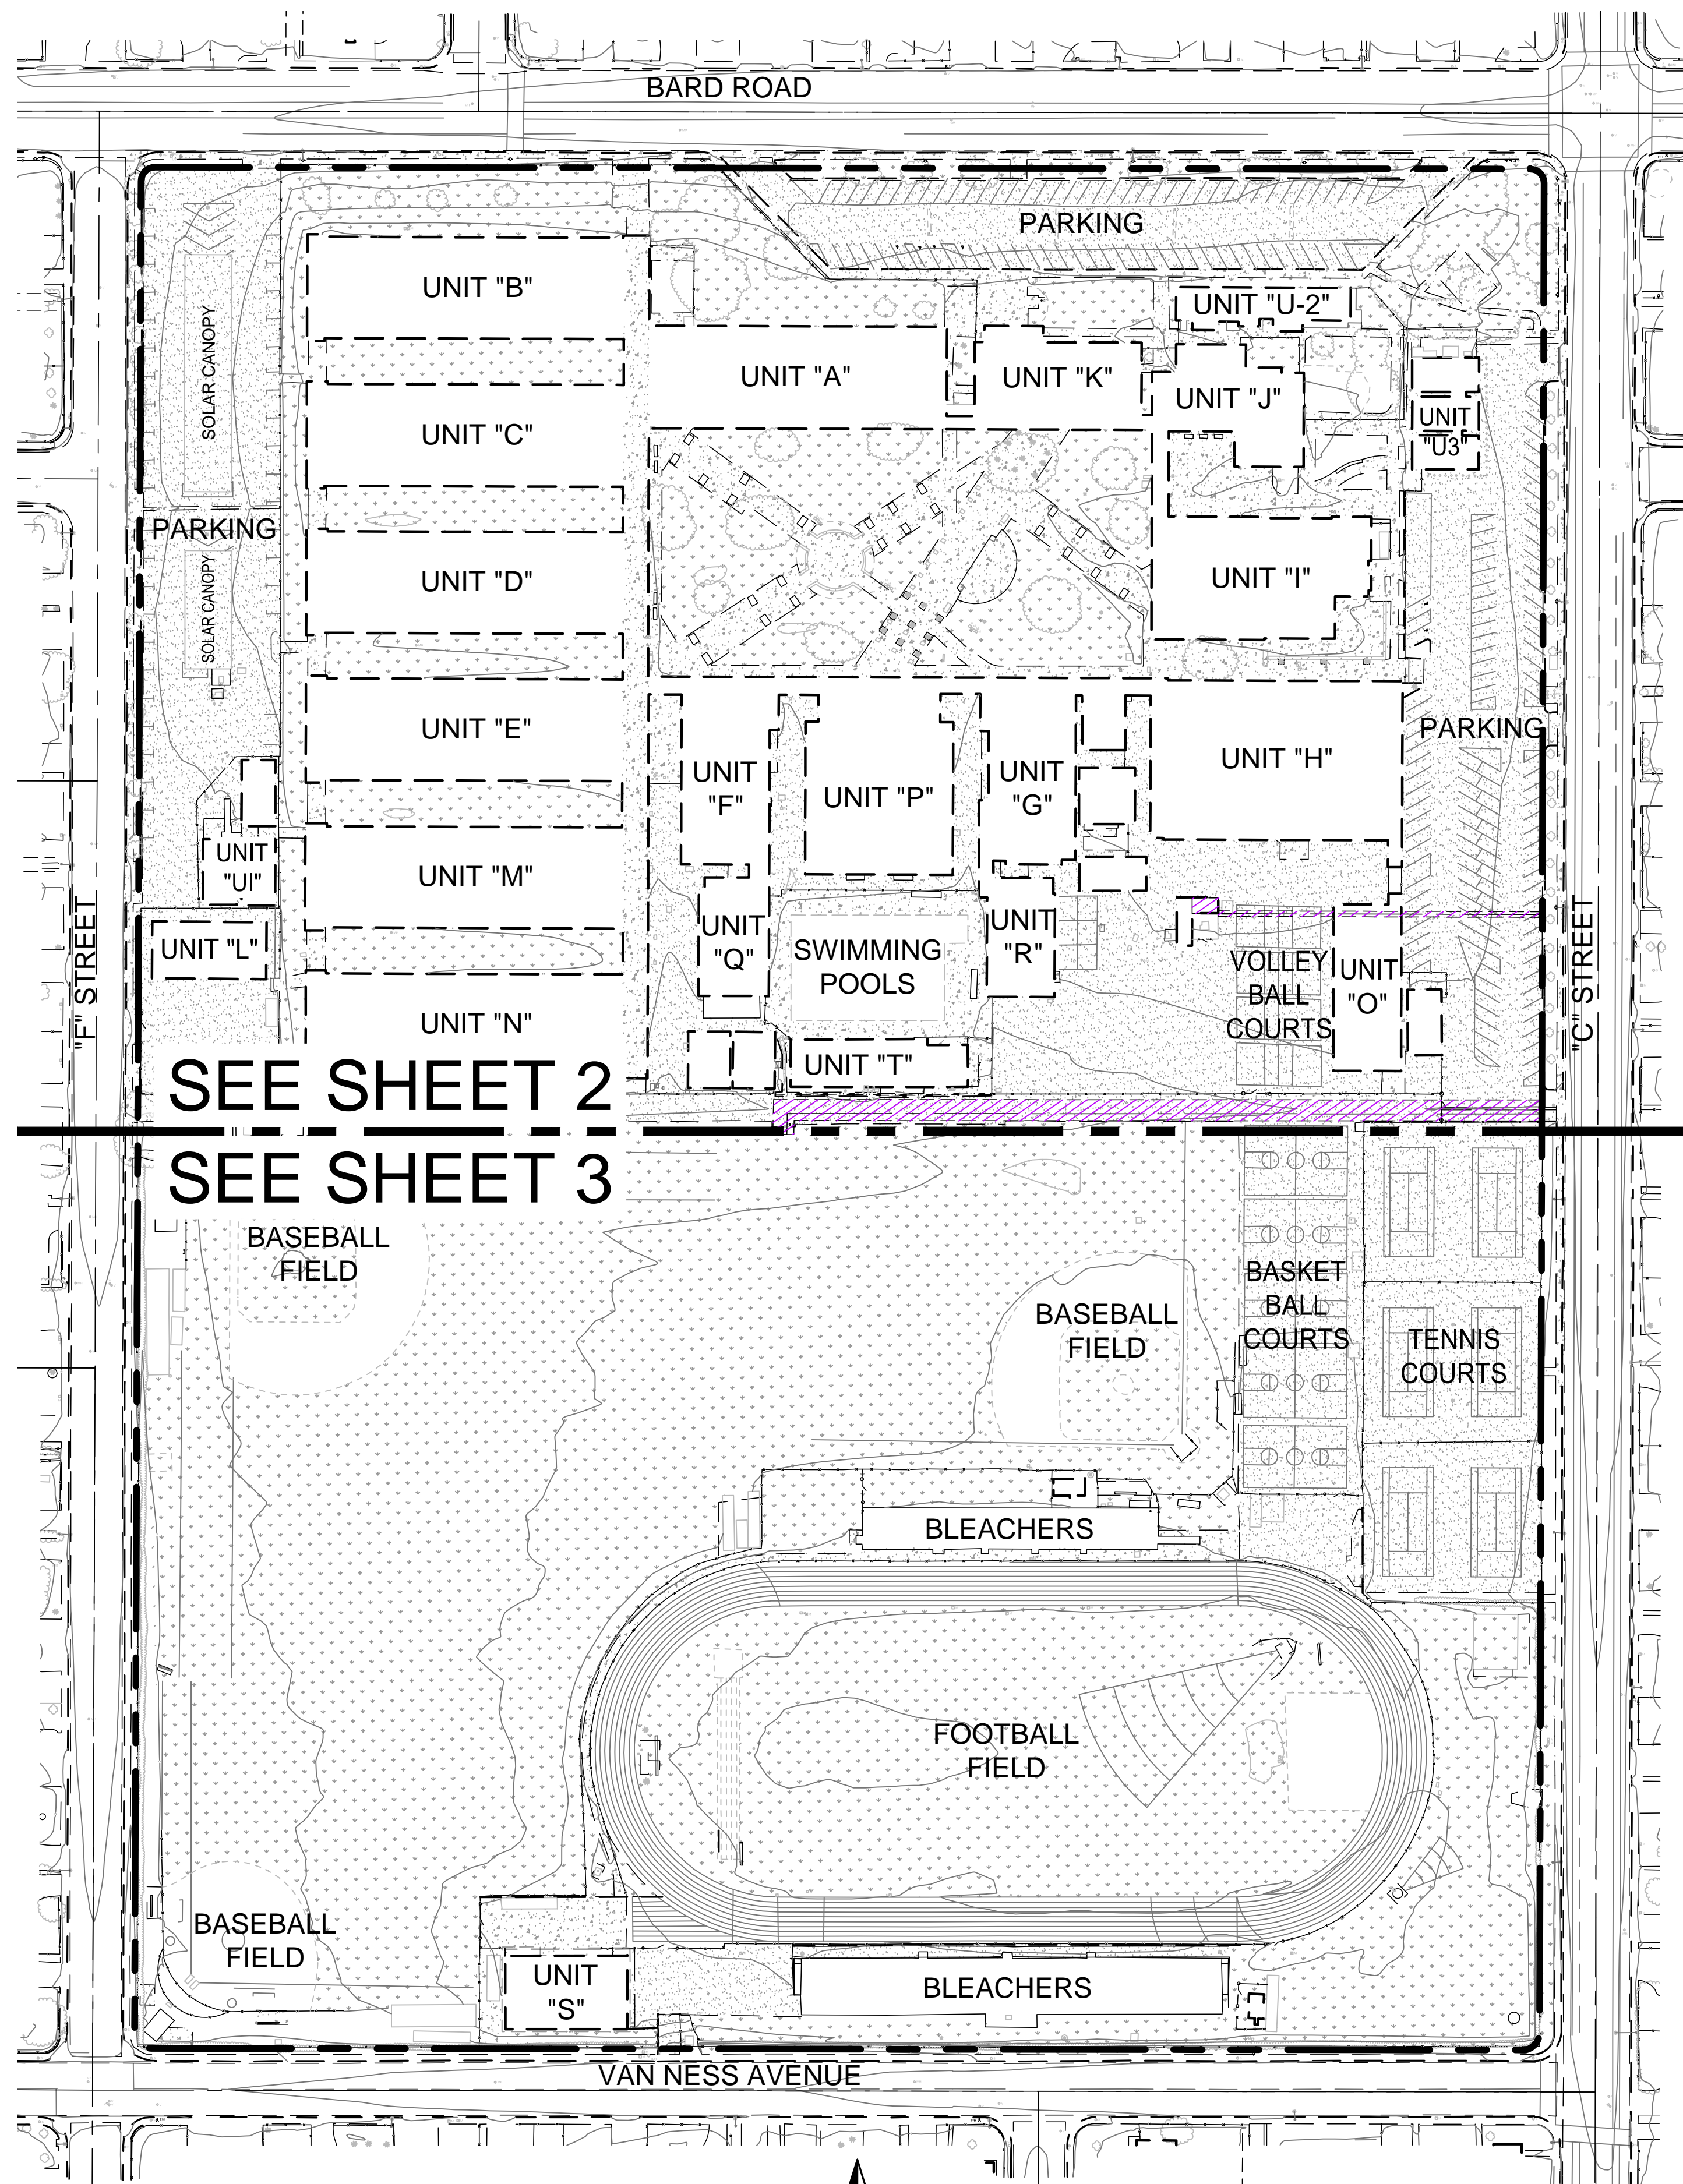 BARD ROAD
PARKING
UNIT "B"
UNIT "U-2"
SOLAR CANOPY
UNIT "A"
UNIT "K"
UNIT "J"
UNIT
"U3"
UNIT "C"
PARKING
UNIT "D"
UNIT "I"
SOLAR CANOPY
UNIT "E"
PARKING
UNIT "H"
UNIT
"F"
UNIT "P"
UNIT
"G"
UNIT
"UI"
UNIT "M"
UNIT "L"
UNIT
"Q"
SWIMMING
POOLS
UNIT
"R"
VOLLEY
BALL
COURTS
UNIT
"O"
"F" STREET
"C" STREET
UNIT "N"
UNIT "T"
SEE SHEET 2
SEE SHEET 3
BASEBALL
FIELD
BASEBALL
FIELD
BASKET
BALL
COURTS
TENNIS
COURTS
BLEACHERS
FOOTBALL
FIELD
BASEBALL
FIELD
UNIT
"S"
BLEACHERS
VAN NESS AVENUE